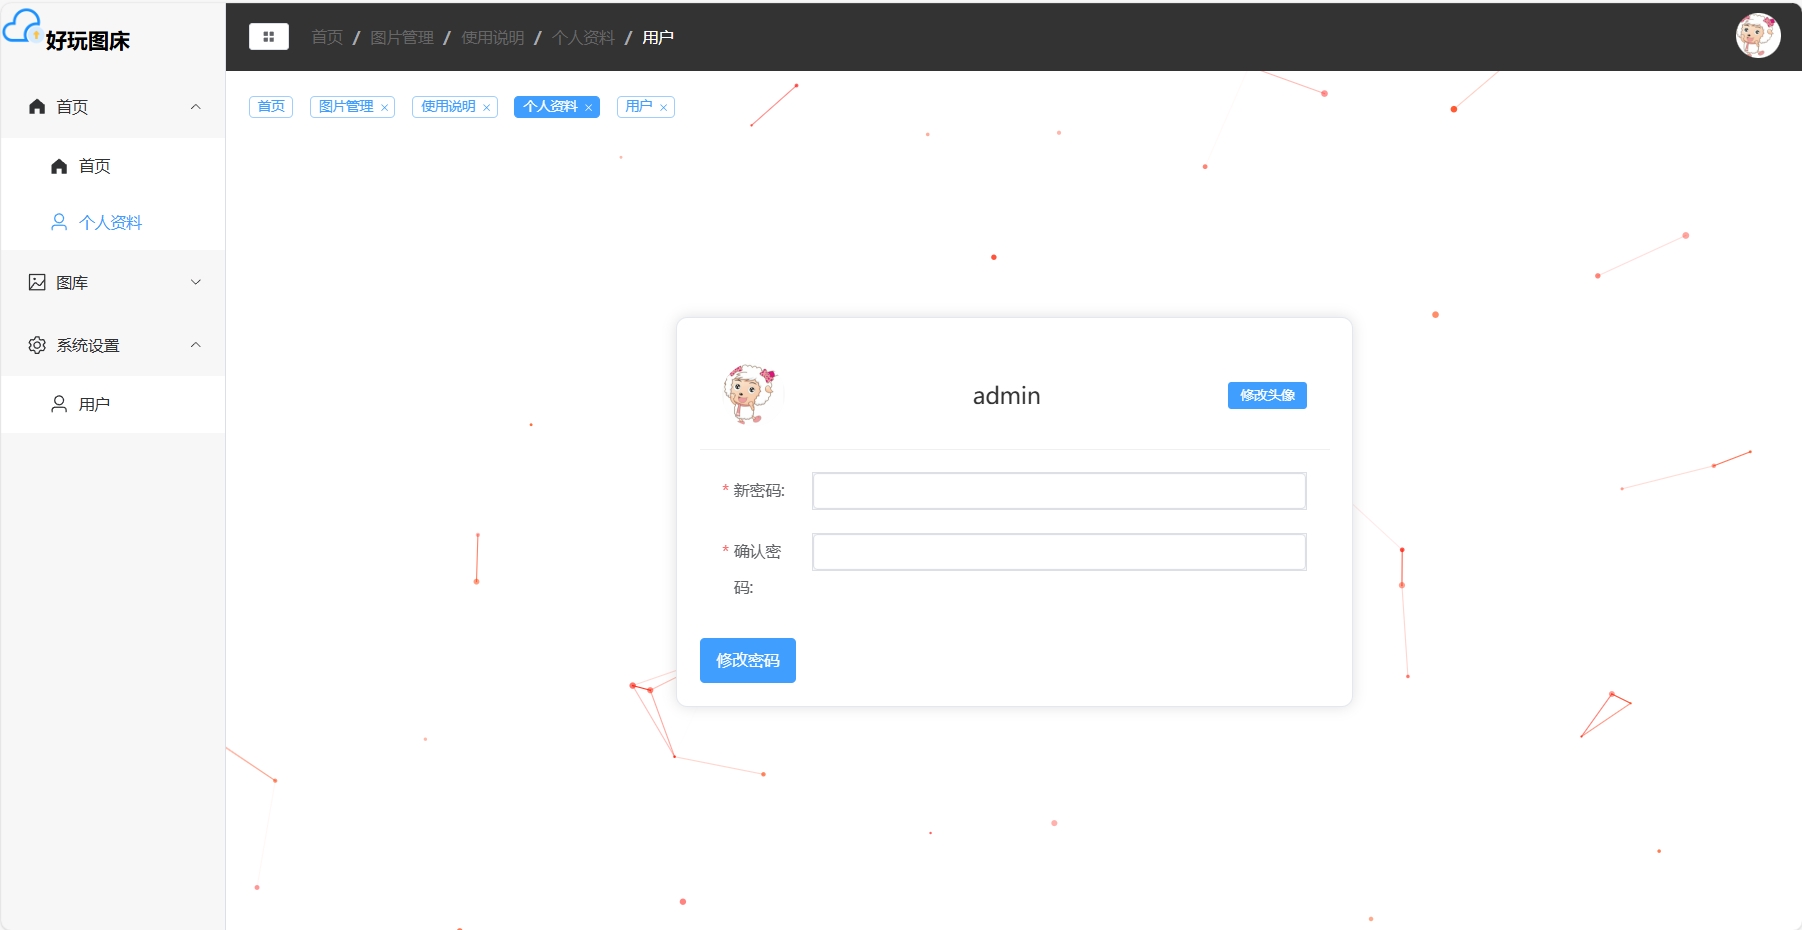 好玩图床
首页 / 图片管理 / 使用说明 / 个人资料 / 用户
首页 图片管理 × 使用说明 × 个人资料 × 用户 ×
首页
首页
个人资料
图库
系统设置
用户
admin
修改头像
* 新密码:
* 确认密
码:
修改密码